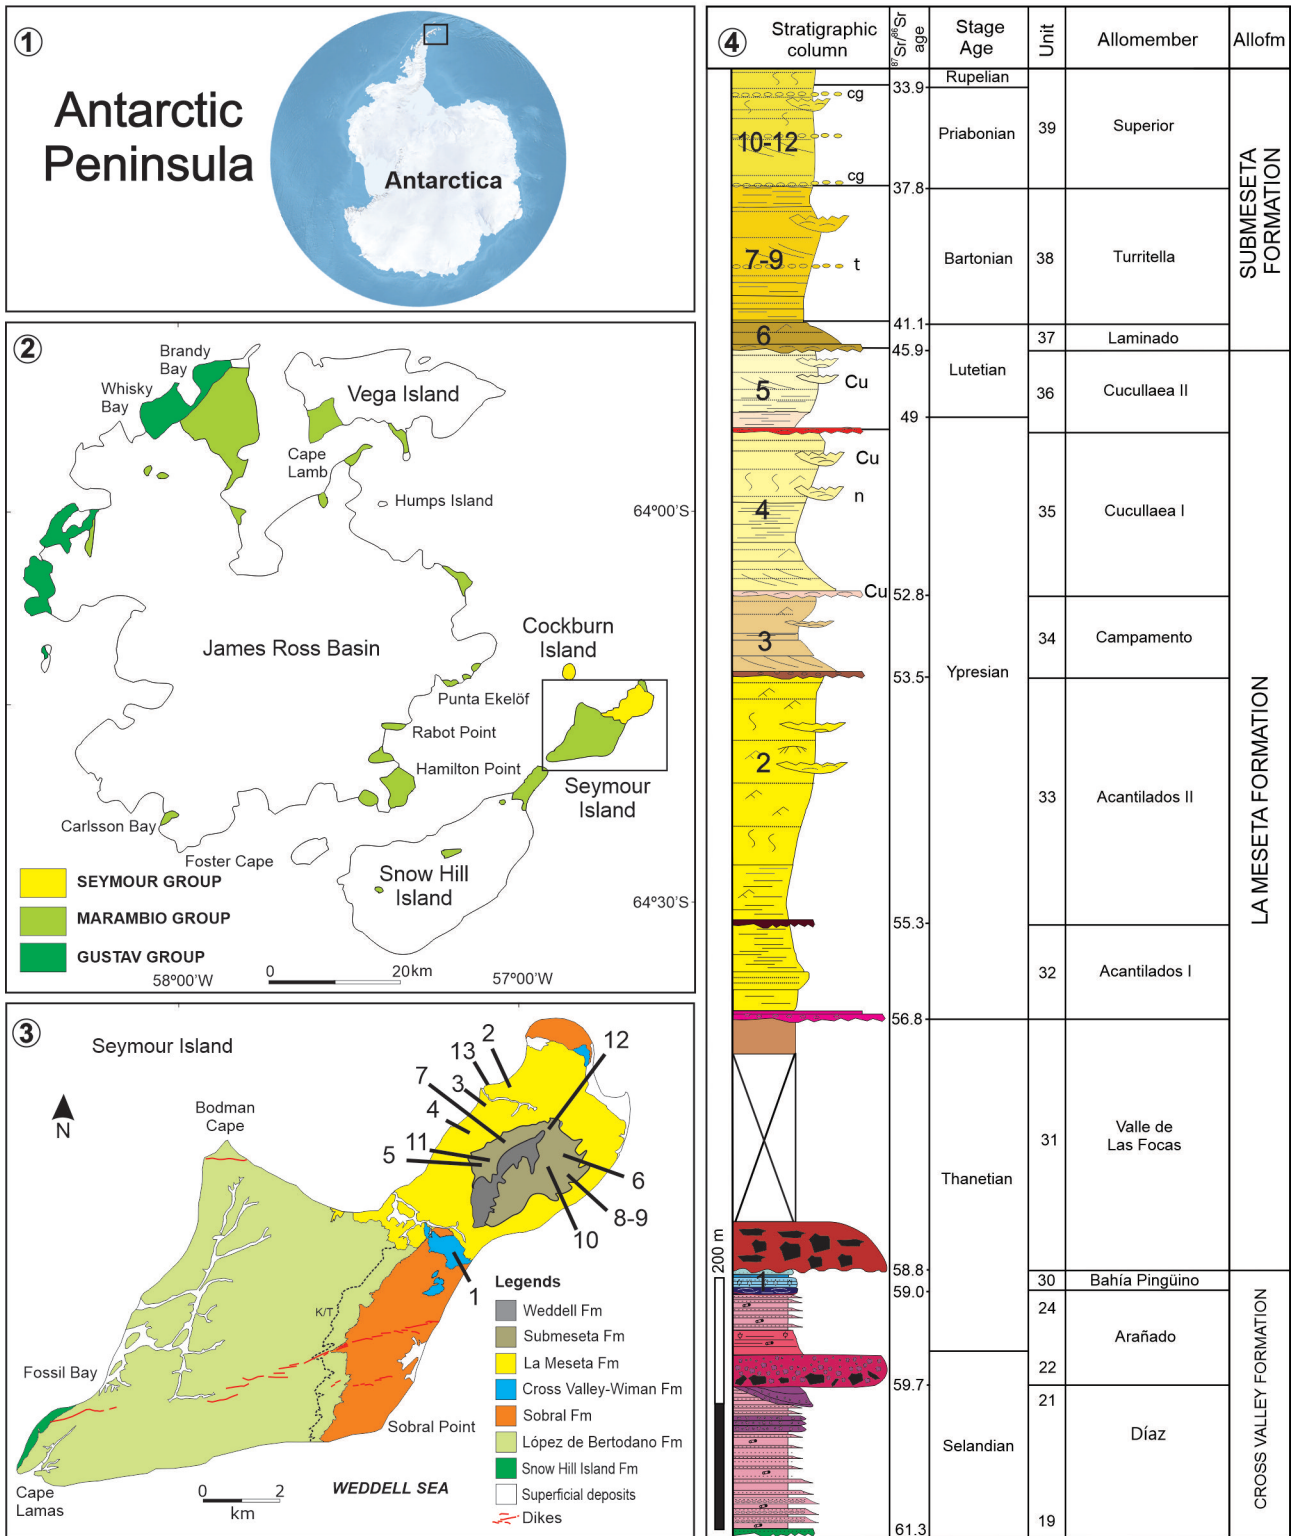 1
Antarctic
Peninsula
Antarctica
2
Brandy
Bay
Whisky
Bay
Vega Island
Cape
Lamb
Humps Island
64º00'S
James Ross Basin
Cockburn
Island
Punta Ekelöf
Rabot Point
Hamilton Point
Seymour
Island
Carlsson Bay
Foster Cape
Snow Hill
Island
64º30'S
SEYMOUR GROUP
MARAMBIO GROUP
GUSTAV GROUP
58º00'W
0
20km
57º00'W
3
Seymour Island
N
Bodman
Cape
2
12
13
7
3
4
11
5
6
8-9
10
1
K/T
Fossil Bay
Sobral Point
Cape
Lamas
0
2
km
WEDDELL SEA
Legends
Weddell Fm
Submeseta Fm
La Meseta Fm
Cross Valley-Wiman Fm
Sobral Fm
López de Bertodano Fm
Snow Hill Island Fm
Superficial deposits
Dikes
4
Stratigraphic
column
87Sr/86Sr
age
Stage
Age
Unit
Allomember
Allofm
10-12
cg
cg
7-9
t
6
5
Cu
Cu
n
4
Cu
3
2
1
200 m
33.9
37.8
41.1
45.9
49
52.8
53.5
55.3
56.8
58.8
59.0
59.7
61.3
Rupelian
Priabonian
Bartonian
Lutetian
Ypresian
Thanetian
Selandian
39
38
37
36
35
34
33
32
31
30
24
22
21
19
Superior
Turritella
Laminado
Cucullaea II
Cucullaea I
Campamento
Acantilados II
Acantilados I
Valle de
Las Focas
Bahía Pingüino
Arañado
Díaz
SUBMESETA
FORMATION
LA MESETA FORMATION
CROSS VALLEY FORMATION